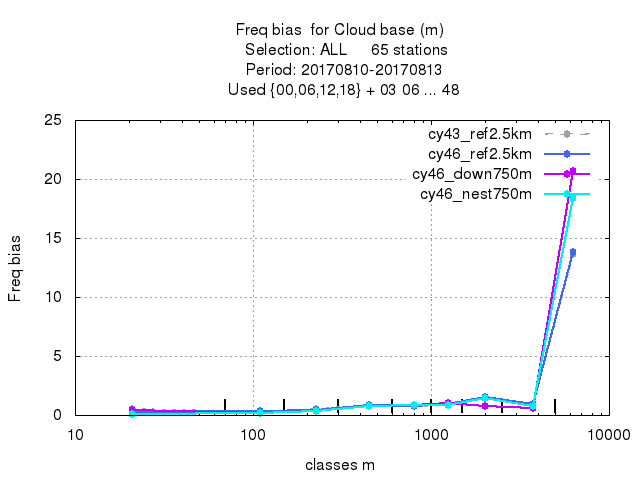 Freq bias  for Cloud base (m)
Selection: ALL     65 stations
Period: 20170810-20170813
Used {00,06,12,18} + 03 06 ... 48
25
20
15
10
5
0
Freq bias
cy43_ref2.5km
cy46_ref2.5km
cy46_down750m
cy46_nest750m
10 100 1000 10000
classes m